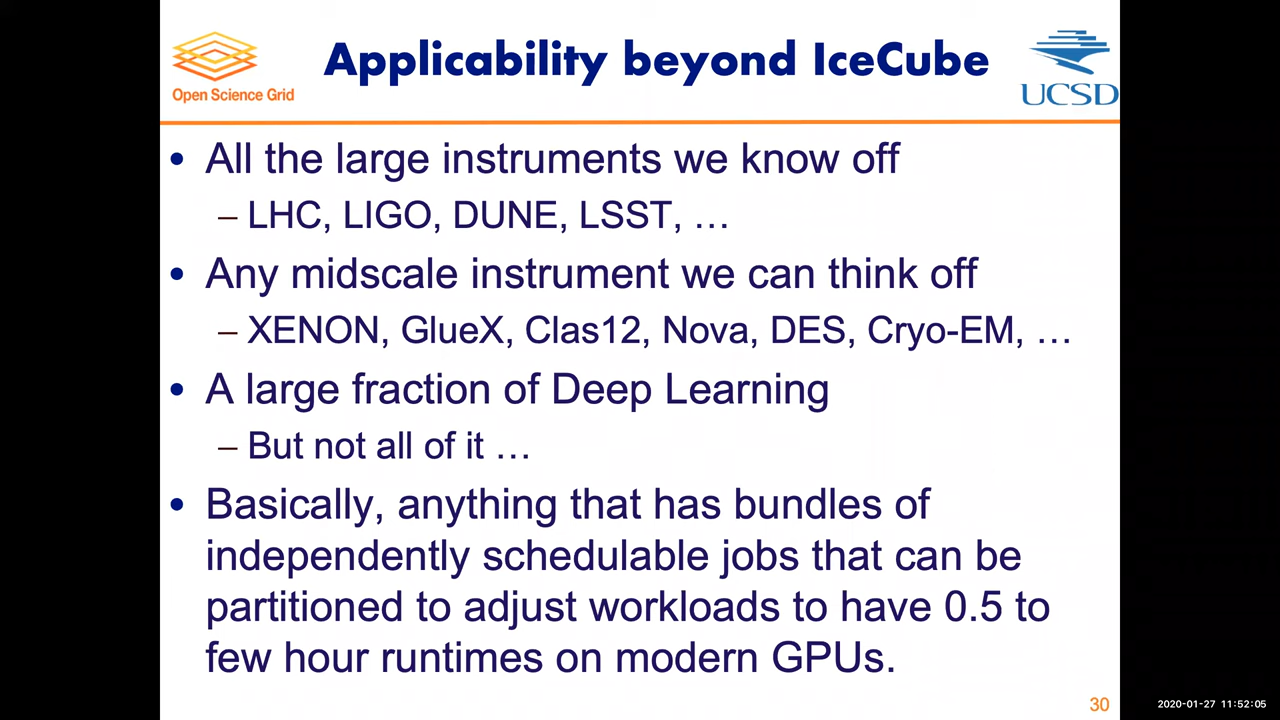 Applicability beyond IceCube
Open Science Grid
UCSD
• All the large instruments we know off
– LHC, LIGO, DUNE, LSST, …
• Any midscale instrument we can think off
– XENON, GlueX, Clas12, Nova, DES, Cryo-EM, …
• A large fraction of Deep Learning
– But not all of it …
• Basically, anything that has bundles of
independently schedulable jobs that can be
partitioned to adjust workloads to have 0.5 to
few hour runtimes on modern GPUs.
30
2020-01-27 11:52:05